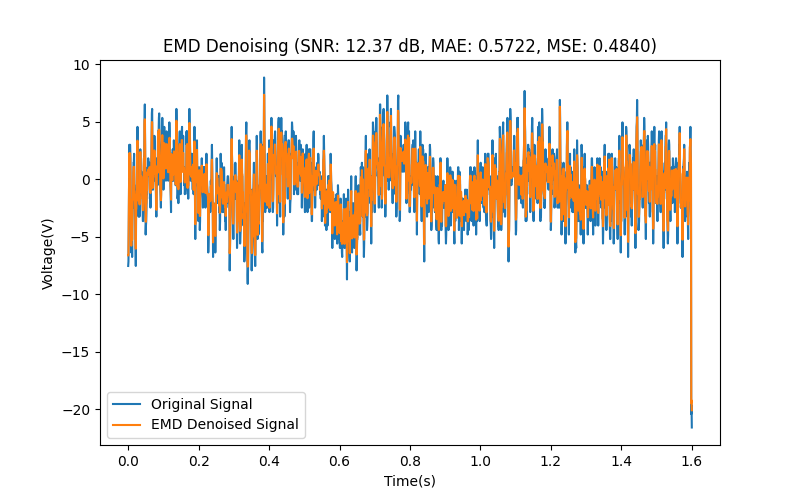 EMD Denoising (SNR: 12.37 dB, MAE: 0.5722, MSE: 0.4840)
10
5
0
−5
−10
−15
−20
Voltage(V)
Original Signal
EMD Denoised Signal
0.0 0.2 0.4 0.6 0.8 1.0 1.2 1.4 1.6
Time(s)